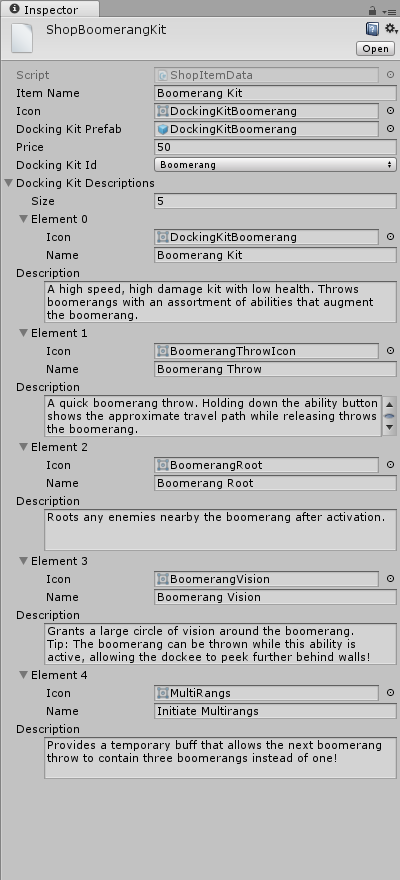 Inspector
ShopBoomerangKit
Open
Script ShopItemData
Item Name Boomerang Kit
Icon DockingKitBoomerang
Docking Kit Prefab DockingKitBoomerang
Price 50
Docking Kit Id Boomerang
Docking Kit Descriptions
Size 5
Element 0
Icon DockingKitBoomerang
Name Boomerang Kit
Description
A high speed, high damage kit with low health. Throws
boomerangs with an assortment of abilities that augment
the boomerang.
Element 1
Icon BoomerangThrowIcon
Name Boomerang Throw
Description
A quick boomerang throw. Holding down the ability button
shows the approximate travel path while releasing throws
the boomerang.
Element 2
Icon BoomerangRoot
Name Boomerang Root
Description
Roots any enemies nearby the boomerang after activation.
Element 3
Icon BoomerangVision
Name Boomerang Vision
Description
Grants a large circle of vision around the boomerang.
Tip: The boomerang can be thrown while this ability is
active, allowing the dockee to peek further behind walls!
Element 4
Icon MultiRangs
Name Initiate Multirangs
Description
Provides a temporary buff that allows the next boomerang
throw to contain three boomerangs instead of one!